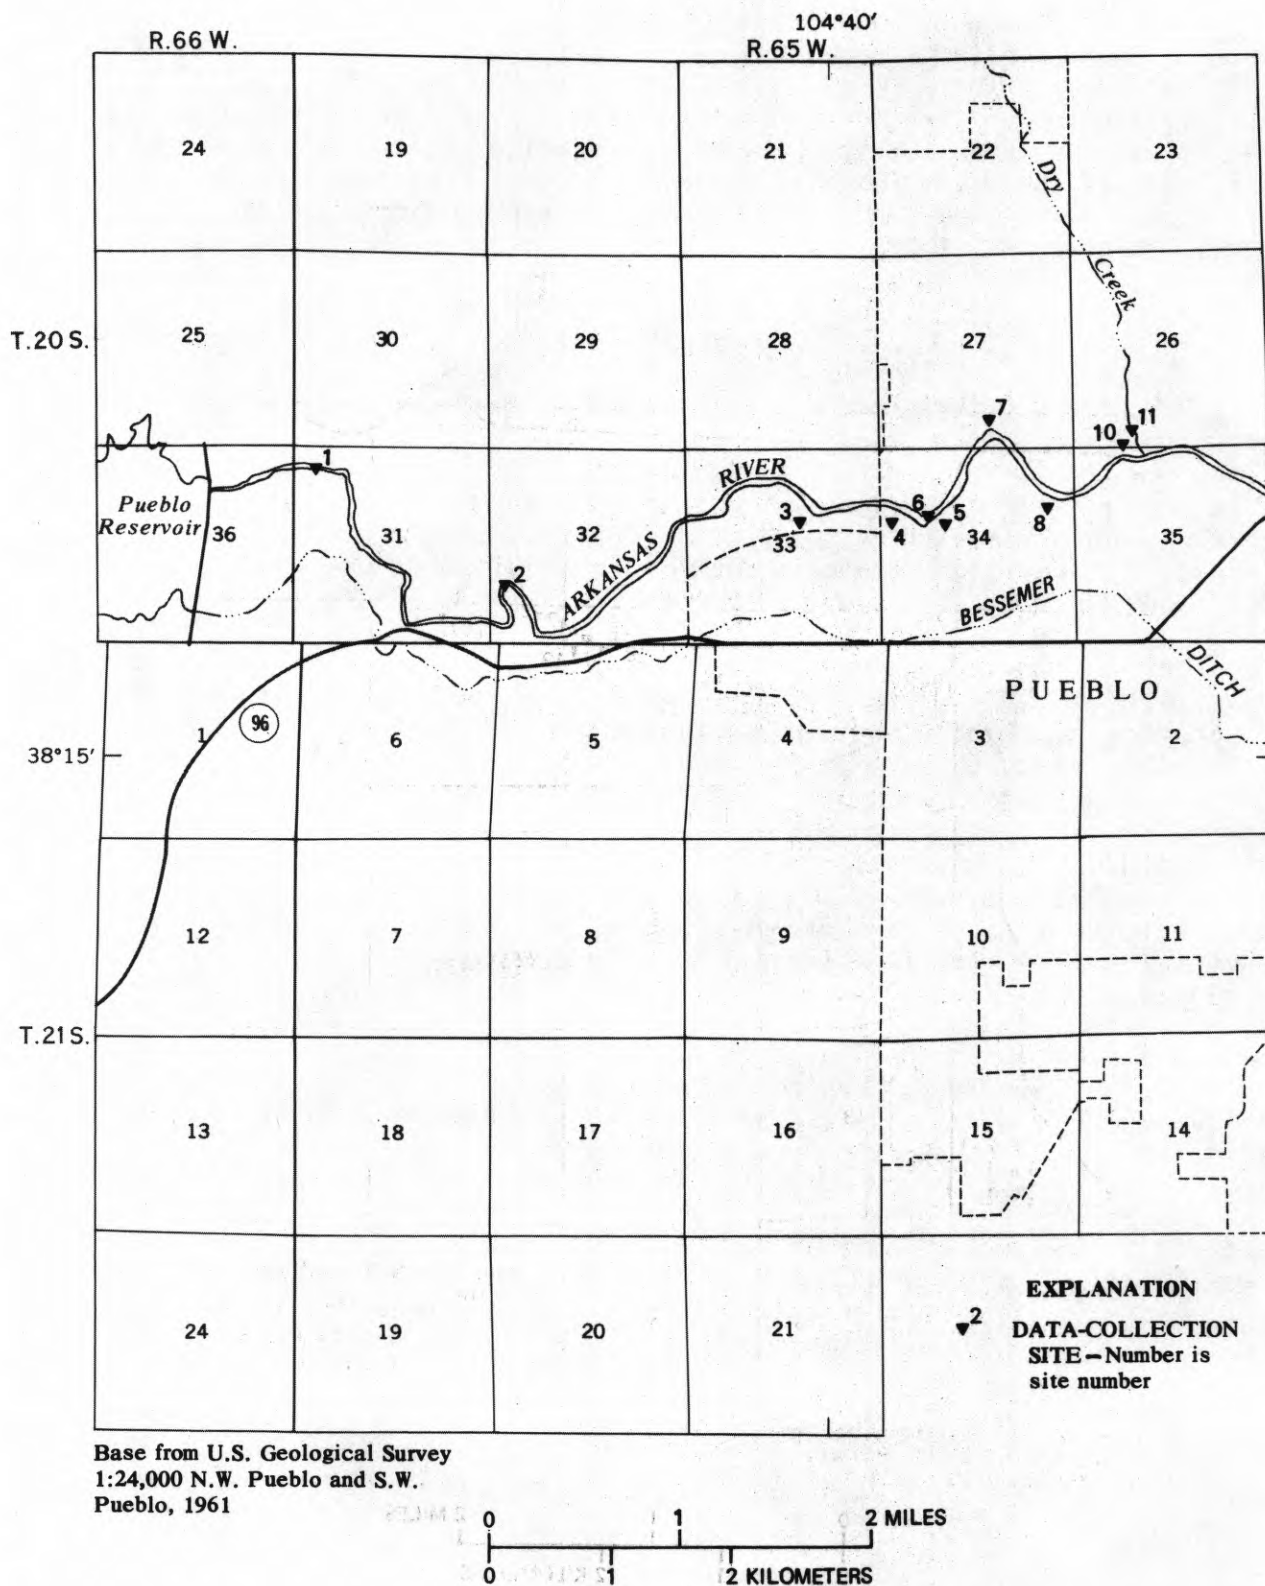 104°40′
R.66 W.
R.65 W.
24 19 20 21 22 23
Dry
Creek
T.20 S.
25 30 29 28 27 26
7
11
10
1
RIVER
Pueblo
Reservoir
36 31 32 33 34 35
3
4
6
5
8
2
ARKANSAS
BESSEMER
DITCH
PUEBLO
96
1 6 5 4 3 2
38°15′
12 7 8 9 10 11
T.21 S.
13 18 17 16 15 14
24 19 20 21
EXPLANATION
2
DATA-COLLECTION
SITE–Number is
site number
Base from U.S. Geological Survey
1:24,000 N.W. Pueblo and S.W.
Pueblo, 1961
0 1 2 MILES
0 1 2 KILOMETERS